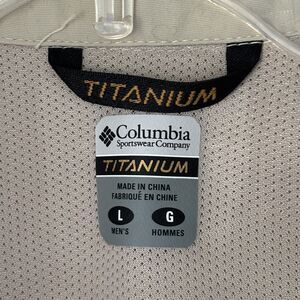 TITANIUM
Columbia
Sportswear Company
TITANIUM
MADE IN CHINA
FABRIQUÉ EN CHINE
L G
MEN'S HOMMES